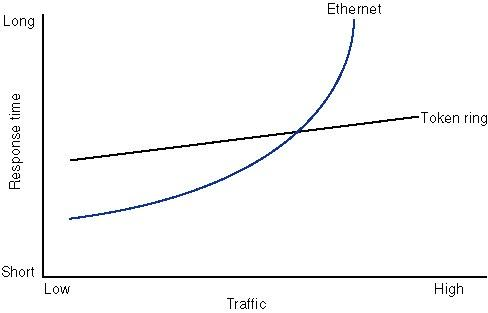 Ethernet
Long
Response time
Token ring
Short
Low
High
Traffic